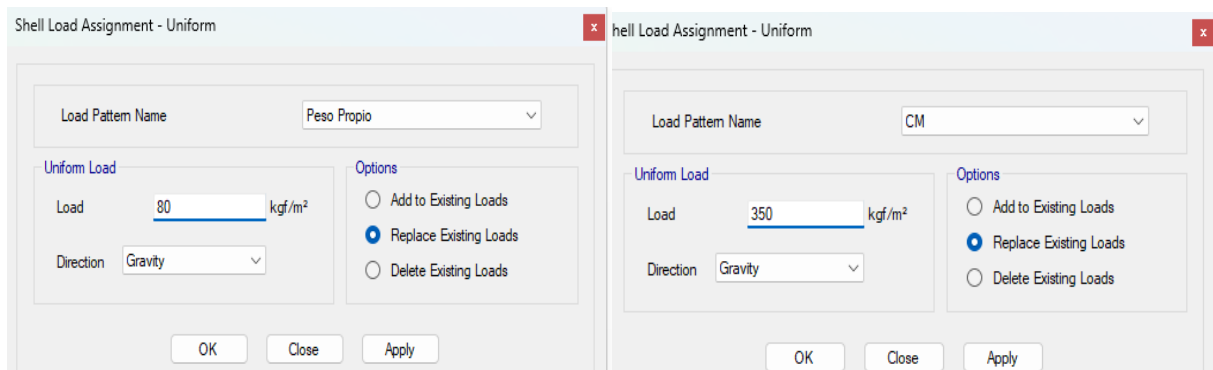 Shell Load Assignment - Uniform
x
Load Pattern Name
Peso Propio
Uniform Load
Load
80
kgf/m²
Direction
Gravity
Options
Add to Existing Loads
Replace Existing Loads
Delete Existing Loads
OK
Close
Apply
hell Load Assignment - Uniform
x
Load Pattern Name
CM
Uniform Load
Load
350
kgf/m²
Direction
Gravity
Options
Add to Existing Loads
Replace Existing Loads
Delete Existing Loads
OK
Close
Apply